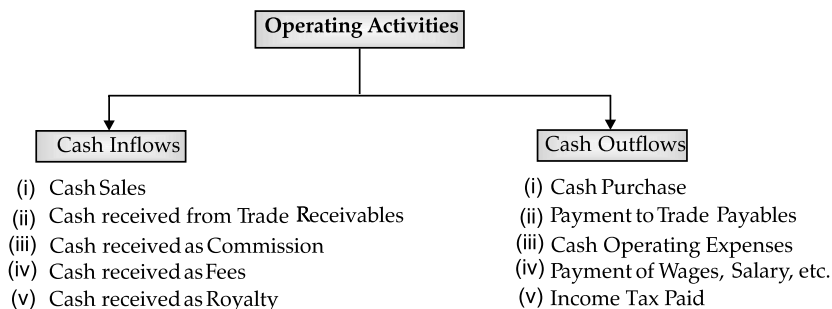 Operating Activities
Cash Inflows
(i) Cash Sales
(ii) Cash received from Trade Receivables
(iii) Cash received as Commission
(iv) Cash received as Fees
(v) Cash received as Royalty
Cash Outflows
(i) Cash Purchase
(ii) Payment to Trade Payables
(iii) Cash Operating Expenses
(iv) Payment of Wages, Salary, etc.
(v) Income Tax Paid